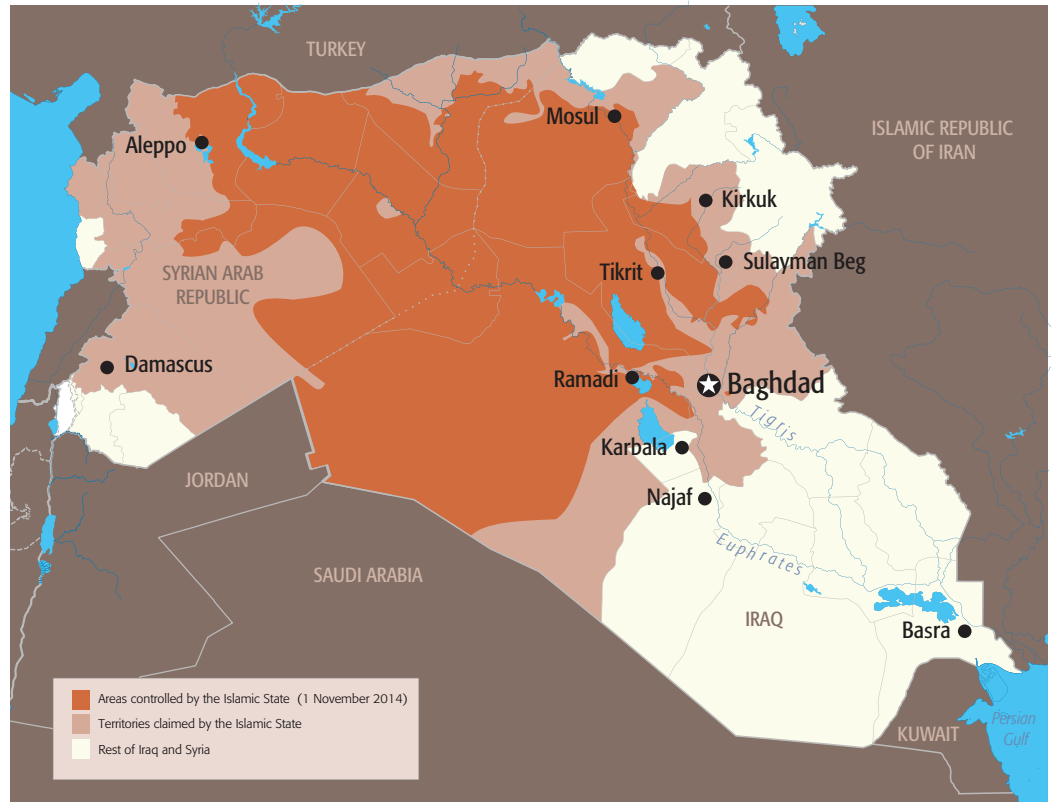 TURKEY
ISLAMIC REPUBLIC
OF IRAN
Mosul
Aleppo
Kirkuk
Sulayman Beg
SYRIAN ARAB
REPUBLIC
Tikrit
Damascus
Ramadi
Baghdad
Tigris
Karbala
JORDAN
Najaf
Euphrates
SAUDI ARABIA
IRAQ
Basra
Areas controlled by the Islamic State (1 November 2014)
Territories claimed by the Islamic State
Rest of Iraq and Syria
KUWAIT
Persian
Gulf